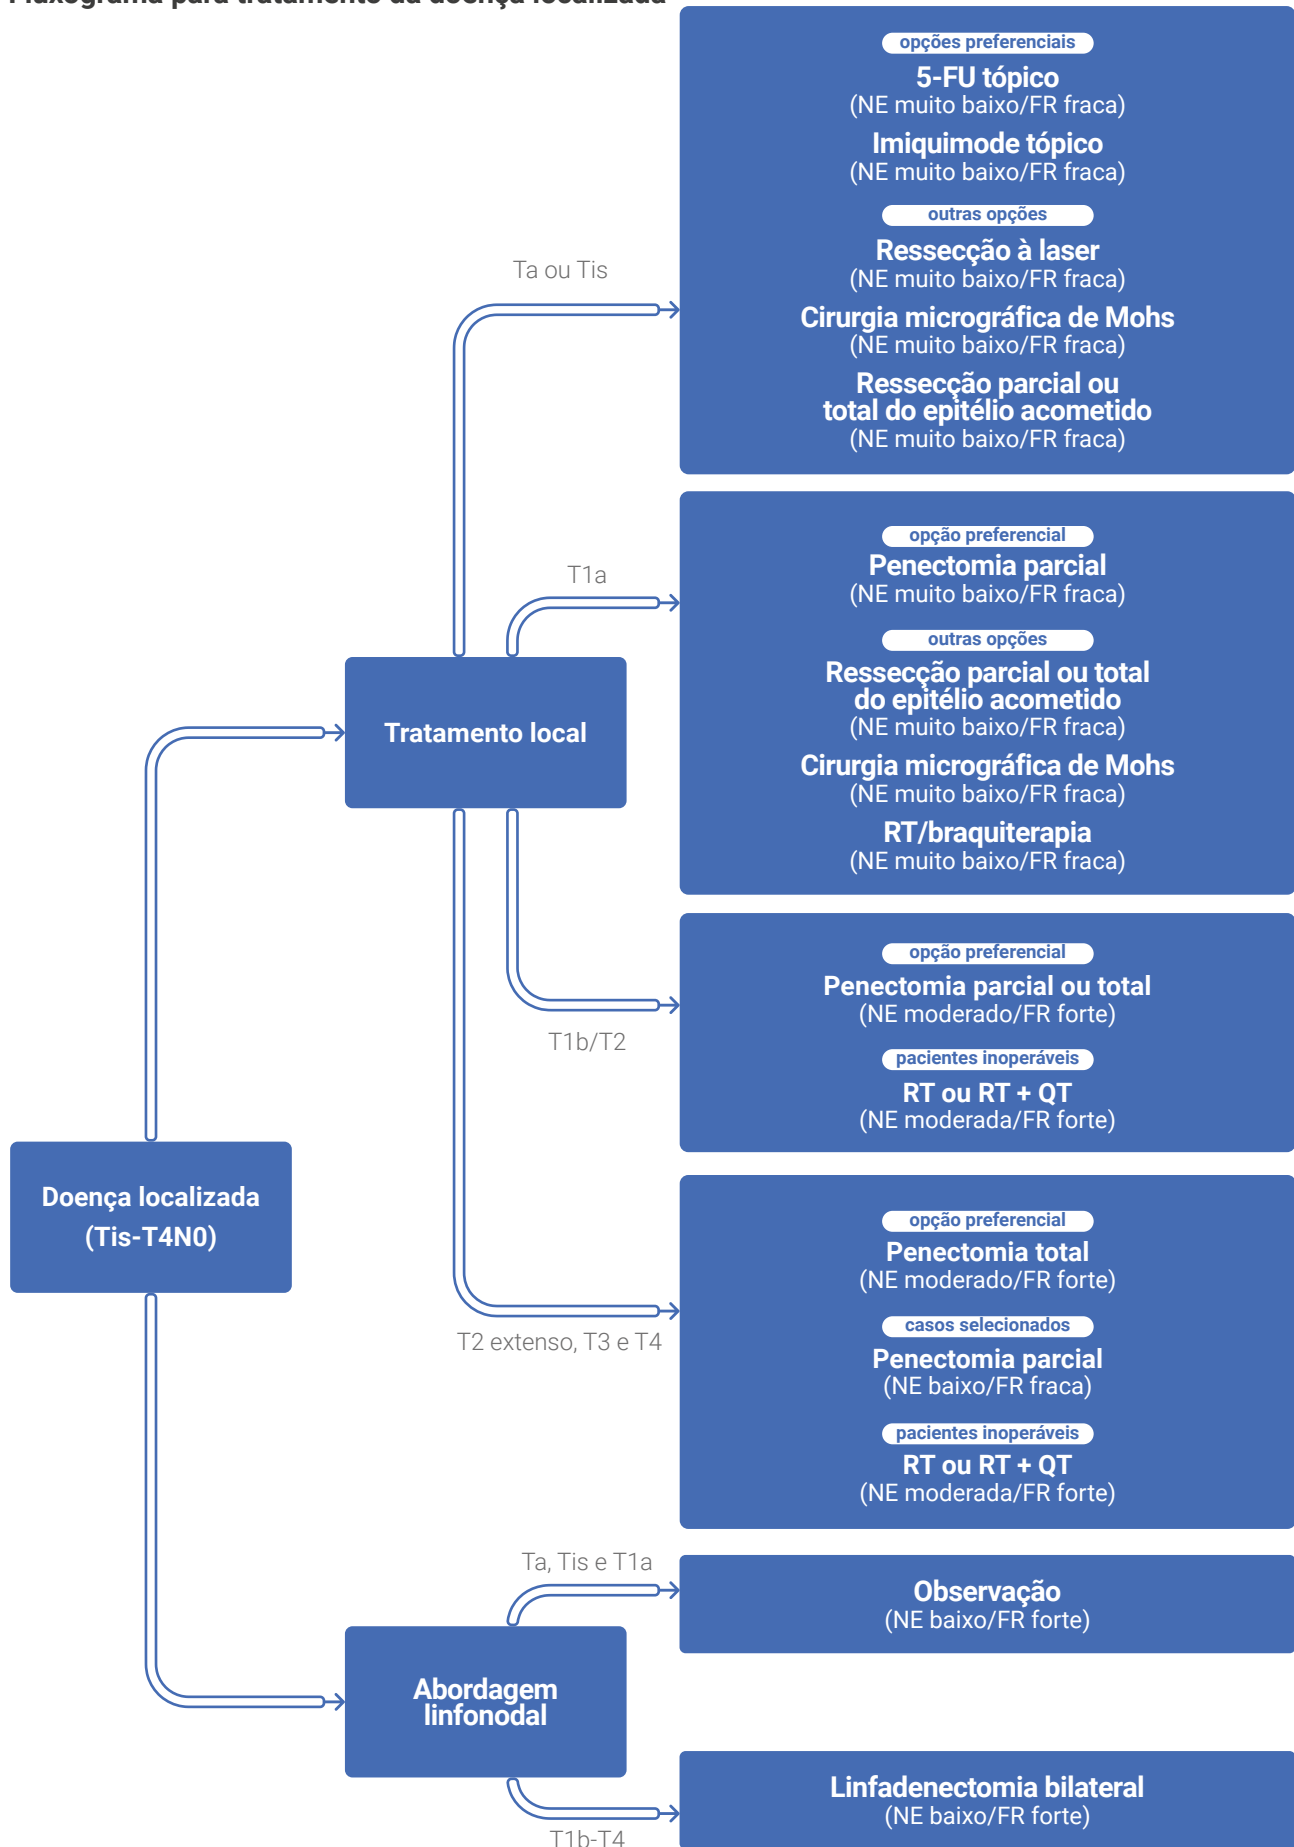 Fluxograma para tratamento da doença localizada
opções preferenciais
5-FU tópico
(NE muito baixo/FR fraca)
Imiquimode tópico
(NE muito baixo/FR fraca)
outras opções
Ressecção à laser
(NE muito baixo/FR fraca)
Cirurgia micrográfica de Mohs
(NE muito baixo/FR fraca)
Ressecção parcial ou
total do epitélio acometido
(NE muito baixo/FR fraca)
Ta ou Tis
opção preferencial
Penectomia parcial
(NE muito baixo/FR fraca)
outras opções
Ressecção parcial ou total
do epitélio acometido
(NE muito baixo/FR fraca)
Cirurgia micrográfica de Mohs
(NE muito baixo/FR fraca)
RT/braquiterapia
(NE muito baixo/FR fraca)
T1a
Tratamento local
opção preferencial
Penectomia parcial ou total
(NE moderado/FR forte)
pacientes inoperáveis
RT ou RT + QT
(NE moderada/FR forte)
T1b/T2
Doença localizada
(Tis-T4N0)
opção preferencial
Penectomia total
(NE moderado/FR forte)
casos selecionados
Penectomia parcial
(NE baixo/FR fraca)
pacientes inoperáveis
RT ou RT + QT
(NE moderada/FR forte)
T2 extenso, T3 e T4
Ta, Tis e T1a
Observação
(NE baixo/FR forte)
Abordagem
linfonodal
Linfadenectomia bilateral
(NE baixo/FR forte)
T1b-T4